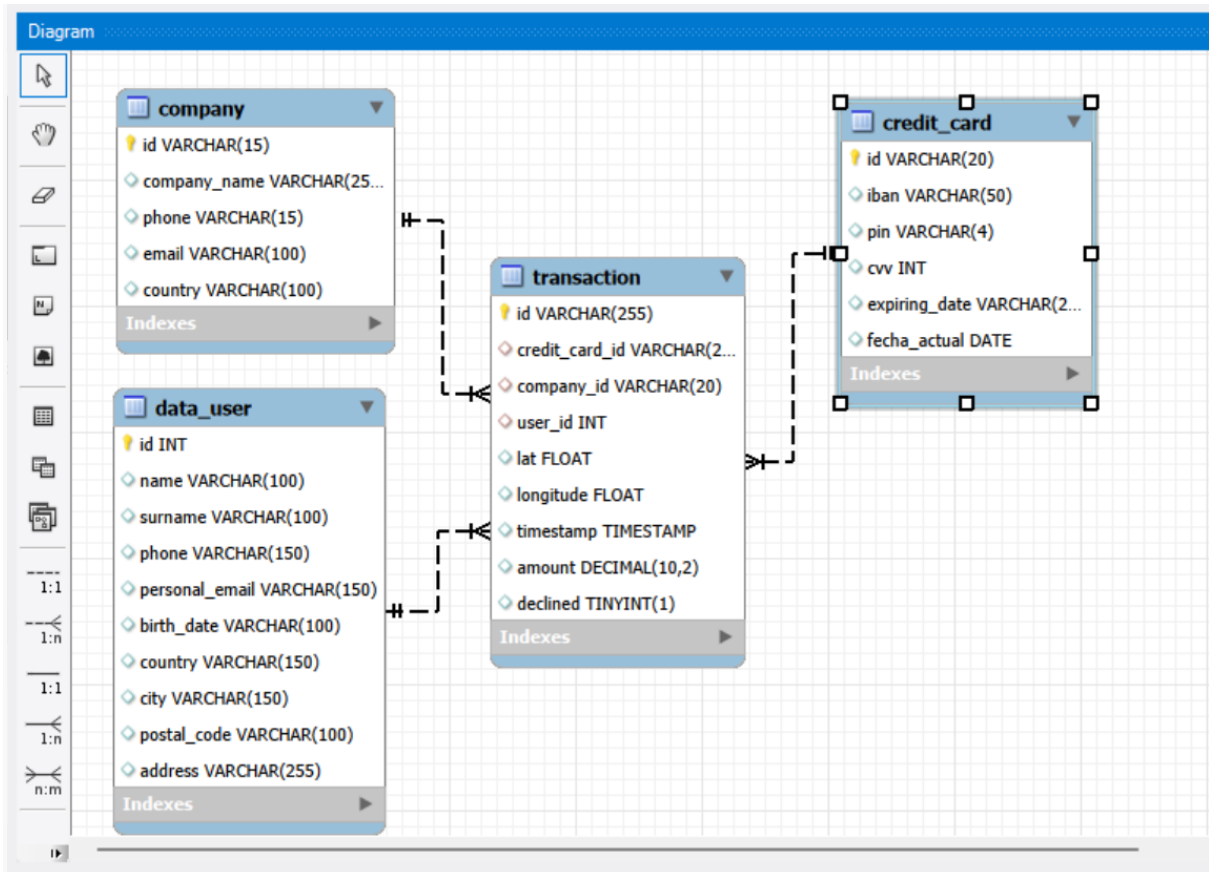 Diagram
company
id VARCHAR(15)
company_name VARCHAR(25...
phone VARCHAR(15)
email VARCHAR(100)
country VARCHAR(100)
Indexes
data_user
id INT
name VARCHAR(100)
surname VARCHAR(100)
phone VARCHAR(150)
personal_email VARCHAR(150)
birth_date VARCHAR(100)
country VARCHAR(150)
city VARCHAR(150)
postal_code VARCHAR(100)
address VARCHAR(255)
Indexes
transaction
id VARCHAR(255)
credit_card_id VARCHAR(2...
company_id VARCHAR(20)
user_id INT
lat FLOAT
longitude FLOAT
timestamp TIMESTAMP
amount DECIMAL(10,2)
declined TINYINT(1)
Indexes
credit_card
id VARCHAR(20)
iban VARCHAR(50)
pin VARCHAR(4)
cvv INT
expiring_date VARCHAR(2...
fecha_actual DATE
Indexes
1:1
1:n
1:1
1:n
n:m